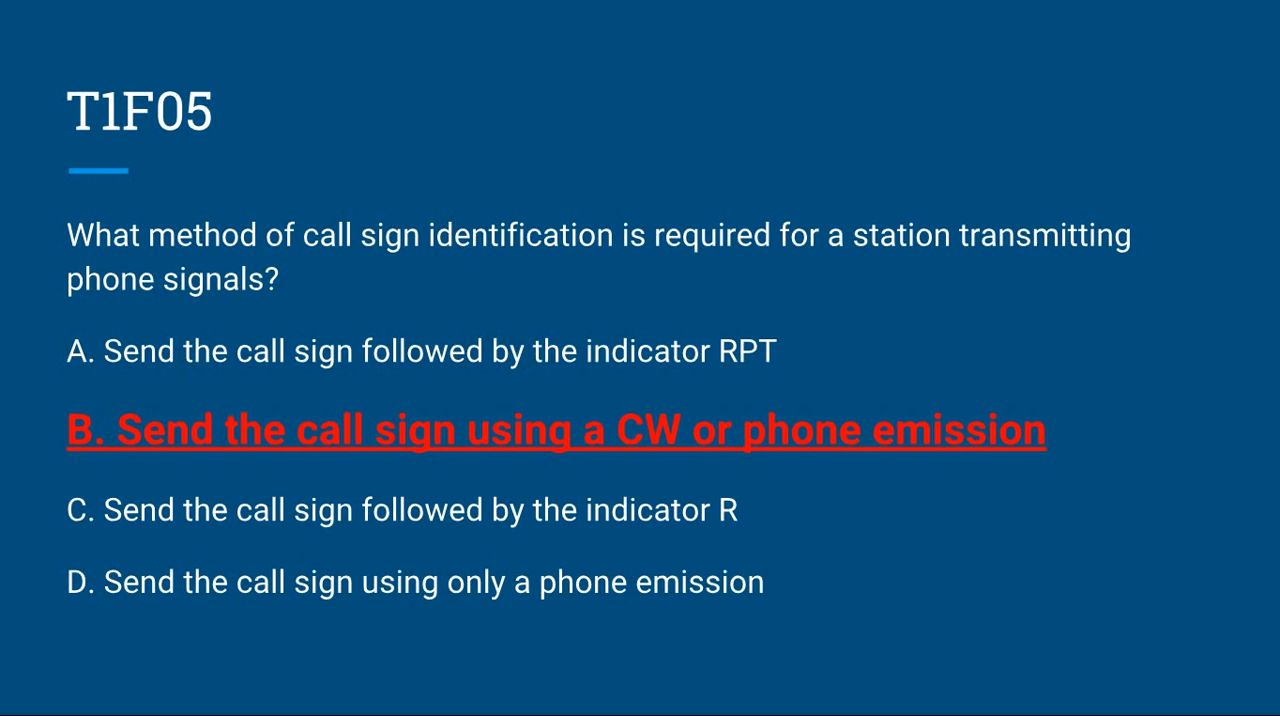 T1F05
What method of call sign identification is required for a station transmitting
phone signals?
A. Send the call sign followed by the indicator RPT
B. Send the call sign using a CW or phone emission
C. Send the call sign followed by the indicator R
D. Send the call sign using only a phone emission